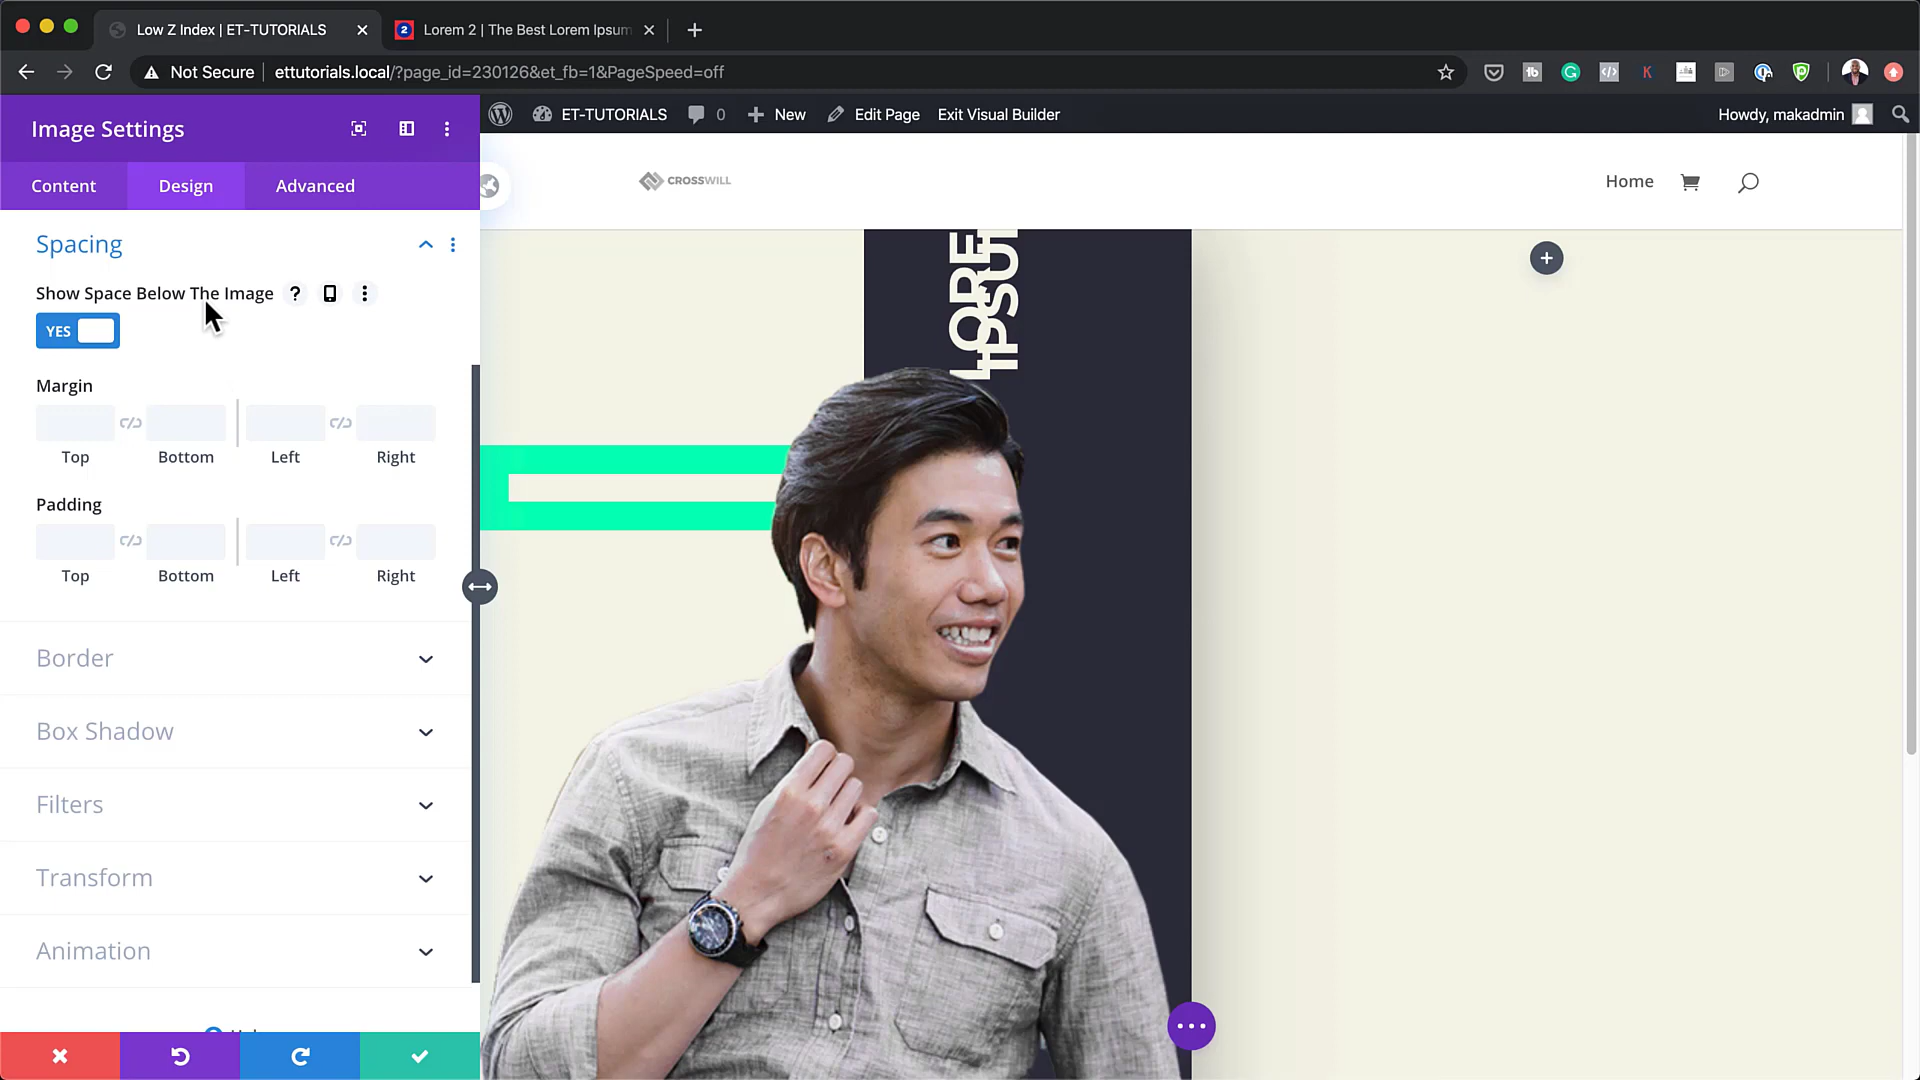 Low Z Index | ET-TUTORIALS
2 Lorem 2 | The Best Lorem Ipsum
Not Secure
ettutorials.local/?page_id=230126&et_fb=1&PageSpeed=off
Image Settings
ET-TUTORIALS
0
New
Edit Page
Exit Visual Builder
Howdy, makadmin
Content
Design
Advanced
CROSSWILL
Home
Spacing
Show Space Below The Image
?
YES
Margin
Top
Bottom
Left
Right
Padding
Top
Bottom
Left
Right
Border
Box Shadow
Filters
Transform
Animation
LORE
IPSU